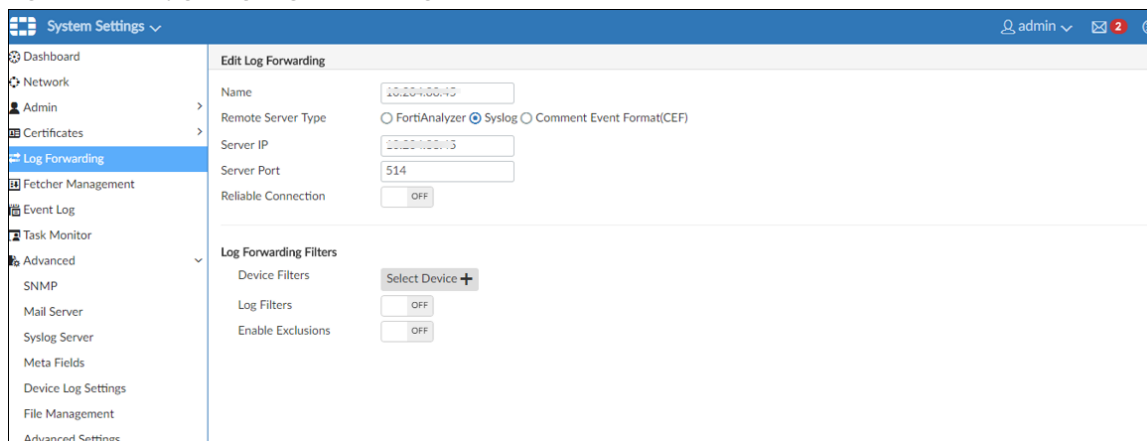 System Settings
admin
2
Dashboard
Network
Admin
Certificates
Log Forwarding
Fetcher Management
Event Log
Task Monitor
Advanced
SNMP
Mail Server
Syslog Server
Meta Fields
Device Log Settings
File Management
Advanced Settings
Edit Log Forwarding
Name
Remote Server Type FortiAnalyzer Syslog Comment Event Format(CEF)
Server IP
Server Port 514
Reliable Connection OFF
Log Forwarding Filters
Device Filters Select Device +
Log Filters OFF
Enable Exclusions OFF